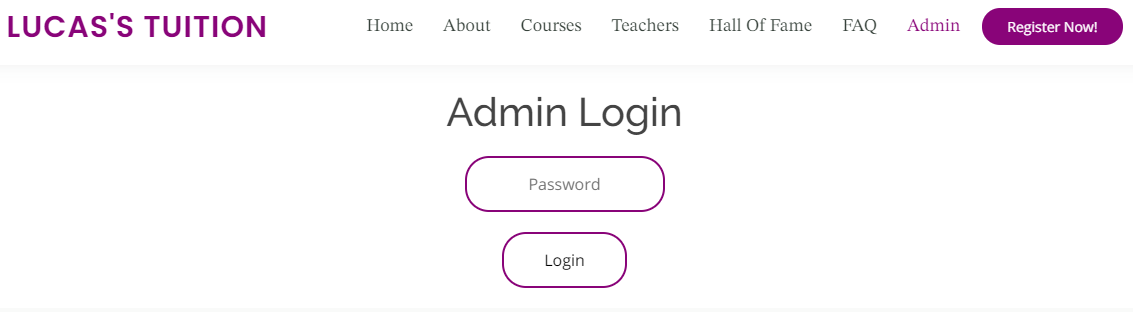 LUCAS'S TUITION Home About Courses Teachers Hall Of Fame FAQ Admin Register Now!
Admin Login
Password
Login